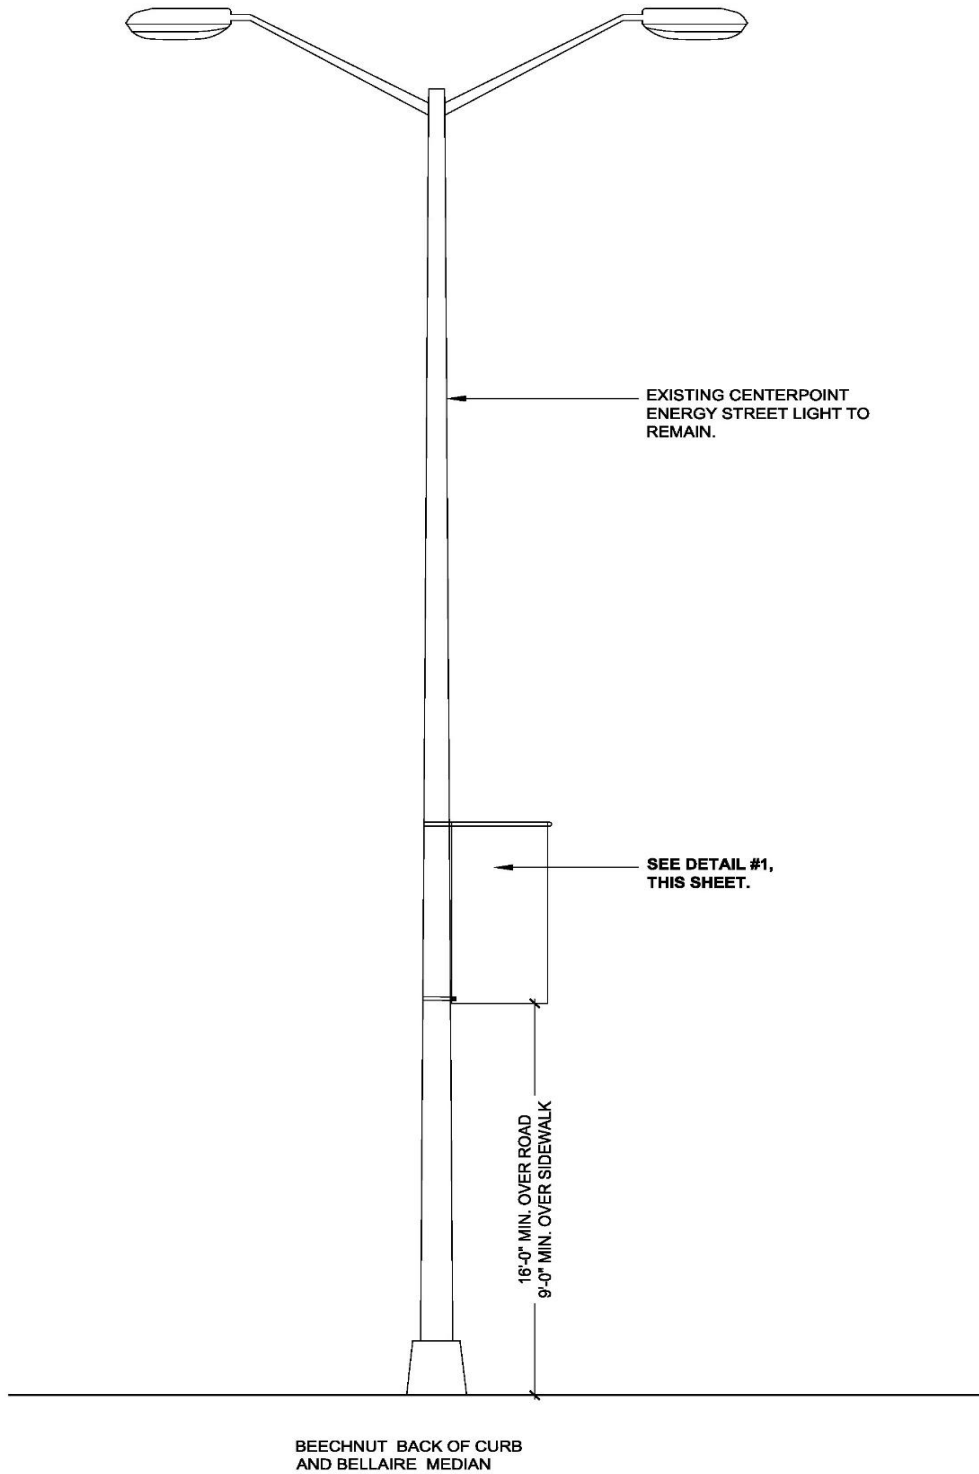 EXISTING CENTERPOINT
ENERGY STREET LIGHT TO
REMAIN.
SEE DETAIL #1,
THIS SHEET.
16'-0" MIN. OVER ROAD
9'-0" MIN. OVER SIDEWALK
BEECHNUT BACK OF CURB
AND BELLAIRE MEDIAN